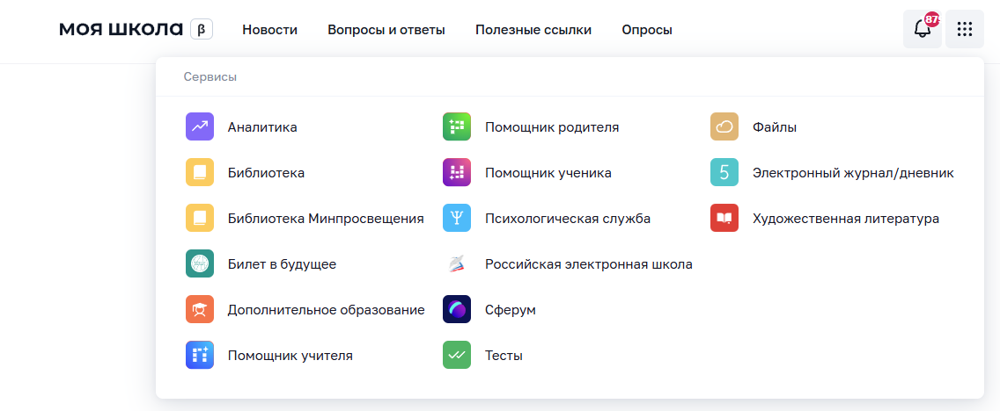 моя школа β Новости Вопросы и ответы Полезные ссылки Опросы 87
Сервисы
Аналитика Помощник родителя Файлы
Библиотека Помощник ученика 5 Электронный журнал/дневник
Библиотека Минпросвещения Психологическая служба Художественная литература
Билет в будущее Российская электронная школа
Дополнительное образование Сферум
Помощник учителя Тесты